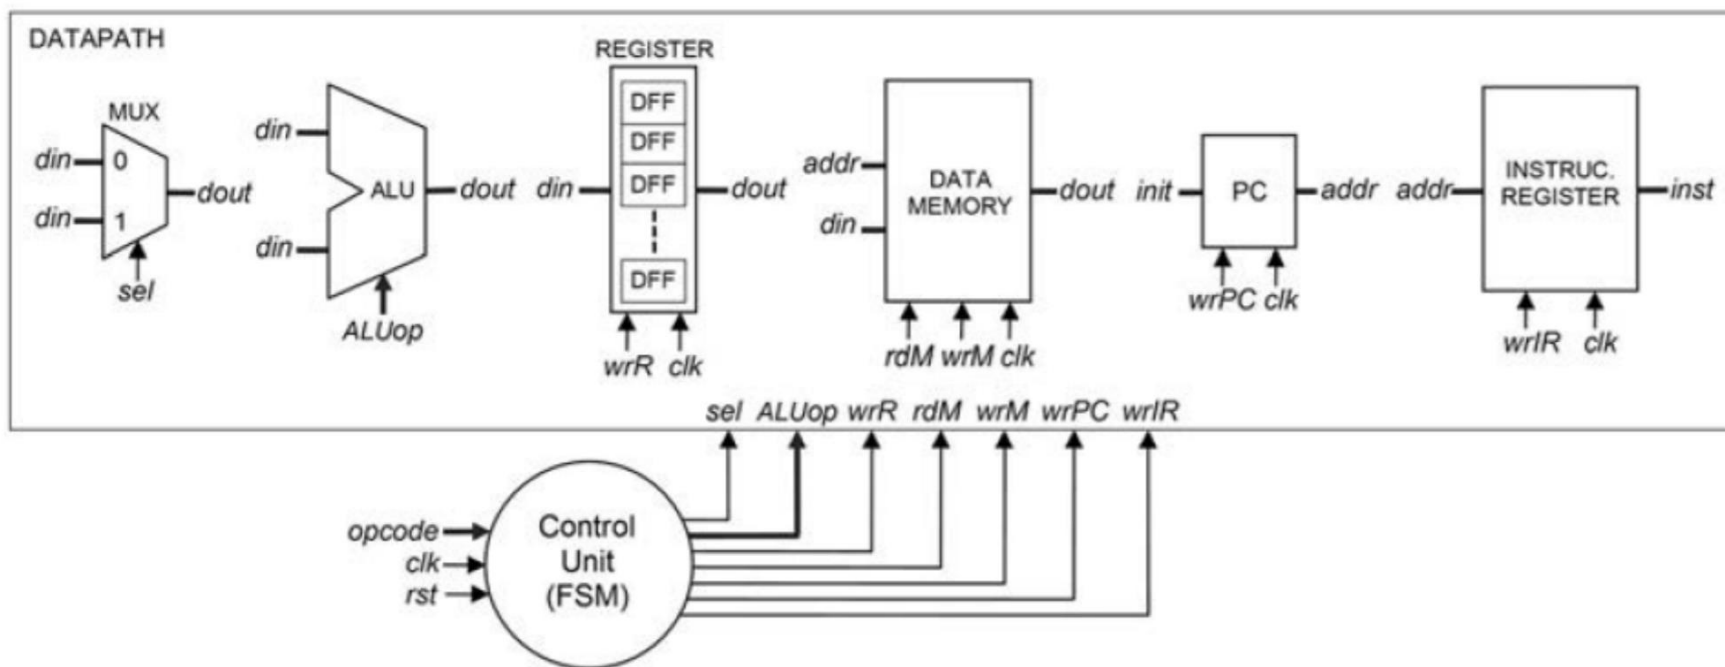 DATAPATH
MUX
din
0
din
1
dout
sel
din
din
ALU
dout
ALUop
REGISTER
DFF
DFF
DFF
DFF
din
dout
wrR clk
addr
din
DATA
MEMORY
dout
rdM wrM clk
init
PC
addr
wrPC clk
addr
INSTRUC.
REGISTER
inst
wrIR clk
sel ALUop wrR rdM wrM wrPC wrIR
opcode
clk
rst
Control
Unit
(FSM)